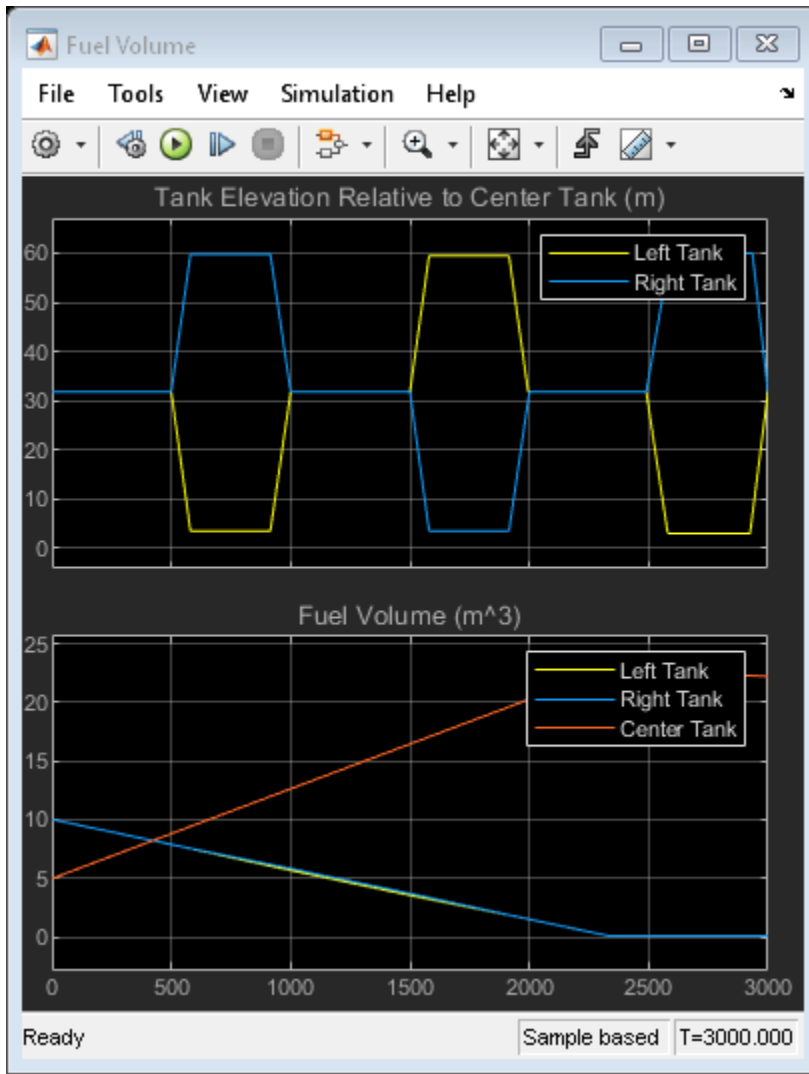 Fuel Volume
File Tools View Simulation Help
Tank Elevation Relative to Center Tank (m)
60
50
40
30
20
10
0
Left Tank
Right Tank
Fuel Volume (m^3)
25
20
15
10
5
0
Left Tank
Right Tank
Center Tank
0 500 1000 1500 2000 2500 3000
Ready Sample based T=3000.000